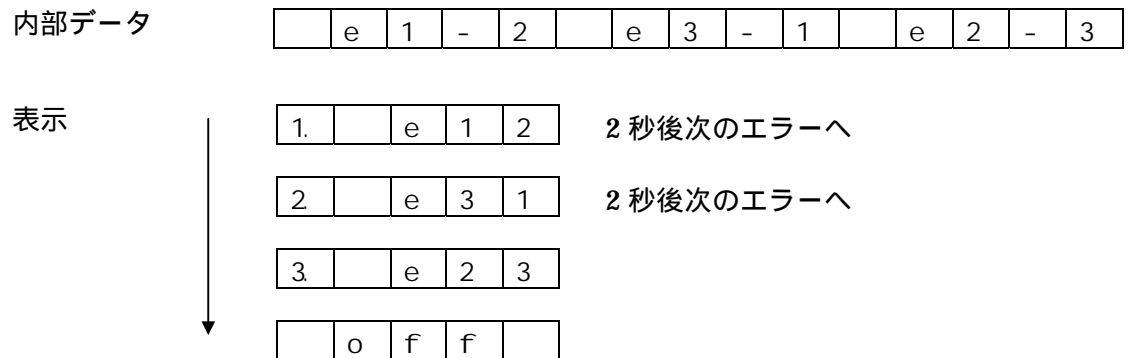 内部データ e 1 - 2 e 3 - 1 e 2 - 3
表示 1. e 1 2 2 秒後次のエラーへ
2 e 3 1 2 秒後次のエラーへ
3. e 2 3
o f f